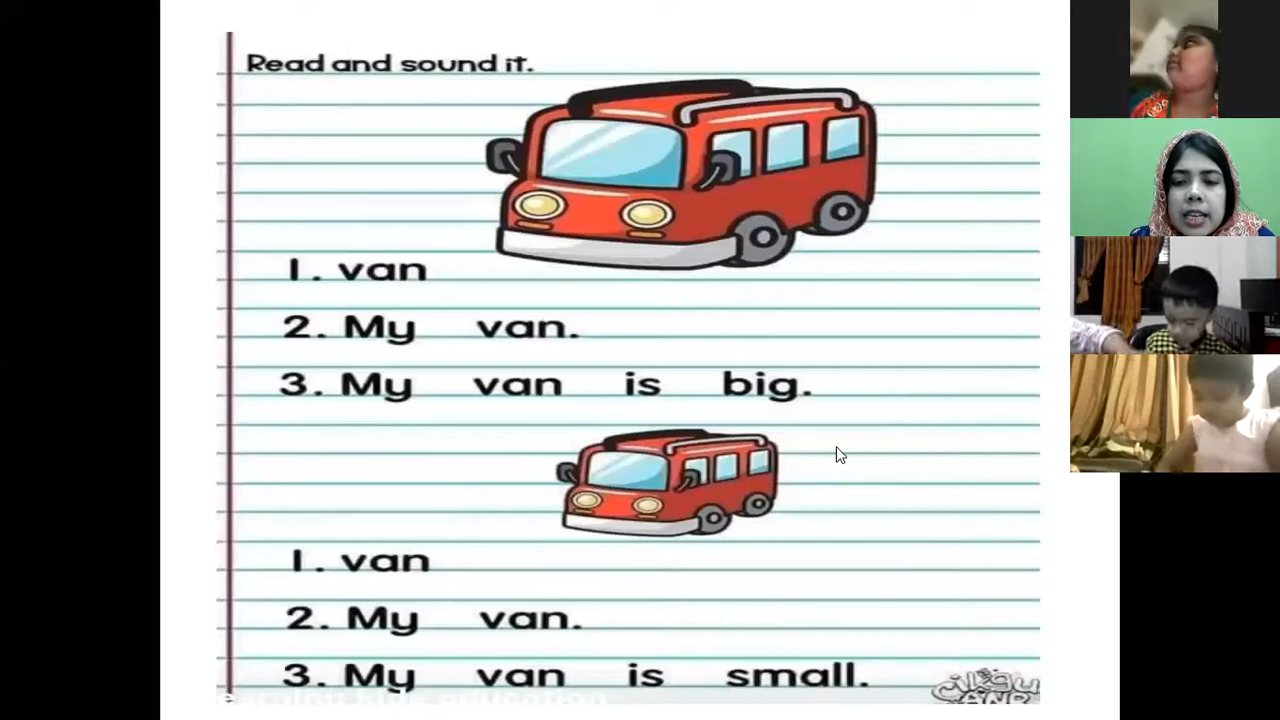 Read and sound it.
1. van
2. My van.
3. My van is big.
1. van
2. My van.
3. My van is small.